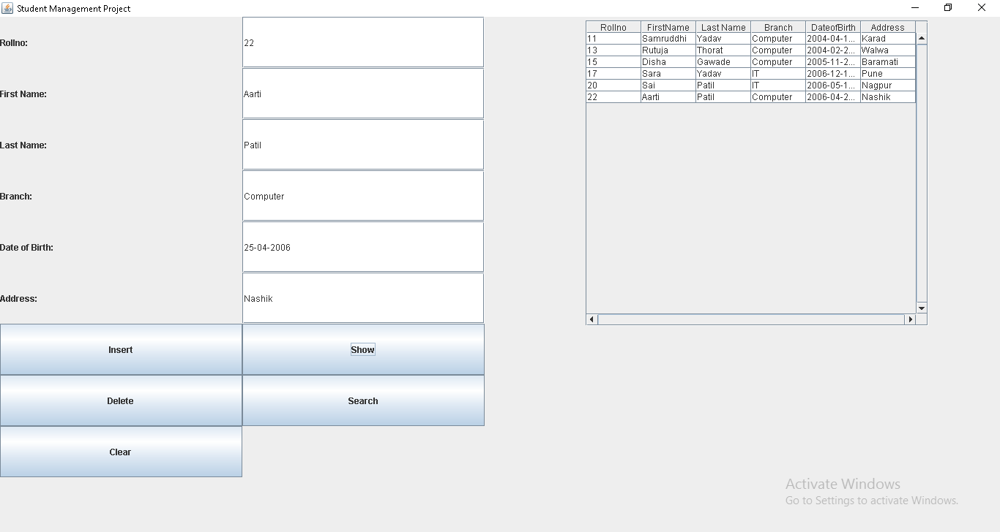 Student Management Project
Rollno: 22
First Name: Aarti
Last Name: Patil
Branch: Computer
Date of Birth: 25-04-2006
Address: Nashik
Insert Show
Delete Search
Clear
Rollno FirstName Last Name Branch DateofBirth Address
11 Samruddhi Yadav Computer 2004-04-1... Karad
13 Rutuja Thorat Computer 2004-02-2... Walwa
15 Disha Gawade Computer 2005-11-2... Baramati
17 Sara Yadav IT 2006-12-1... Pune
20 Sai Patil IT 2006-05-1... Nagpur
22 Aarti Patil Computer 2006-04-2... Nashik
Activate Windows
Go to Settings to activate Windows.